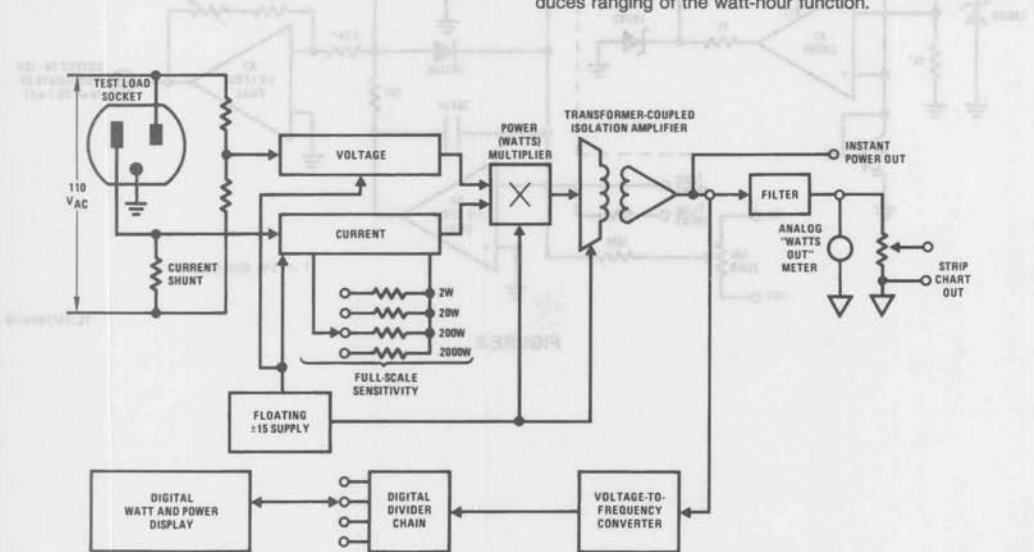 duces ranging of the watt-hour function.
TEST LOAD
SOCKET
110
VAC
CURRENT
SHUNT
VOLTAGE
CURRENT
2W
20W
200W
2000W
FULL-SCALE
SENSITIVITY
FLOATING
±15 SUPPLY
POWER
(WATTS)
MULTIPLIER
TRANSFORMER-COUPLED
ISOLATION AMPLIFIER
INSTANT
POWER OUT
FILTER
ANALOG
"WATTS
OUT"
METER
STRIP
CHART
OUT
DIGITAL
WATT AND POWER
DISPLAY
DIGITAL
DIVIDER
CHAIN
VOLTAGE-TO-
FREQUENCY
CONVERTER